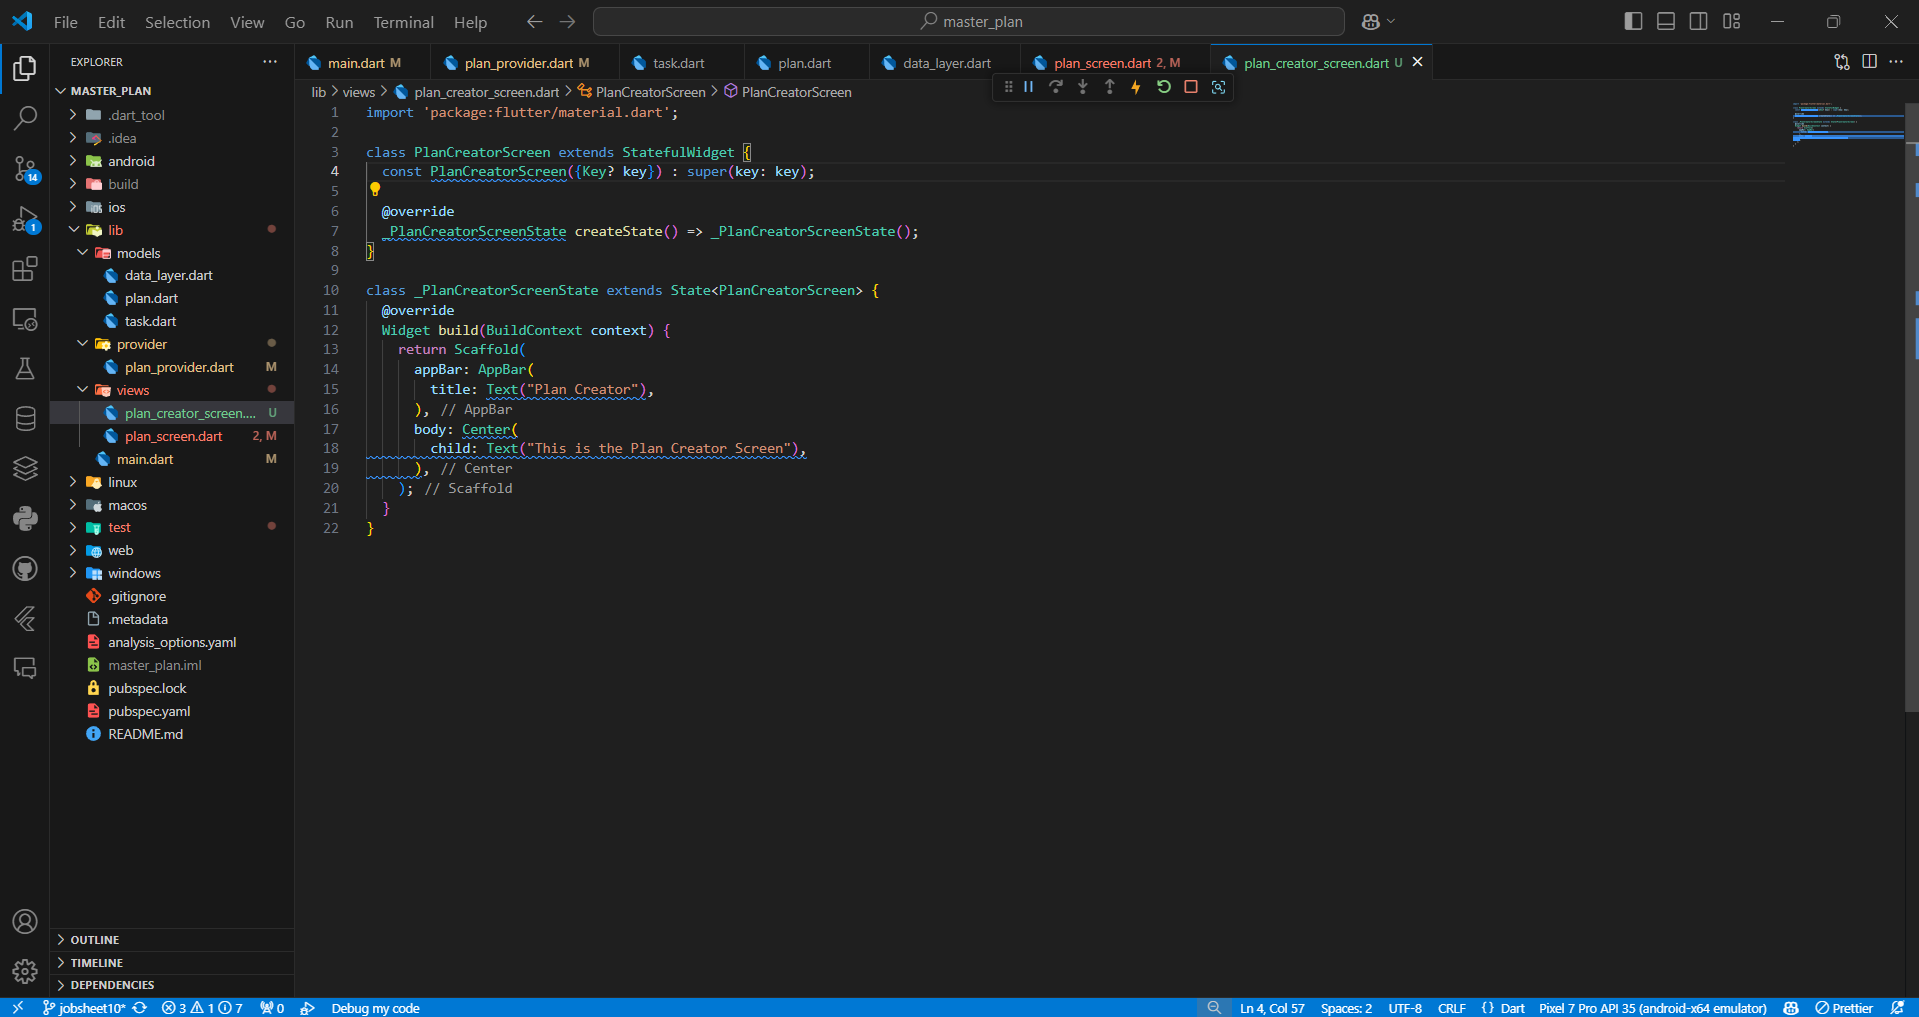 File Edit Selection View Go Run Terminal Help
master_plan
EXPLORER
MASTER_PLAN
.dart_tool
.idea
android
build
ios
lib
models
data_layer.dart
plan.dart
task.dart
provider
plan_provider.dart M
views
plan_creator_screen.... U
plan_screen.dart 2, M
main.dart M
linux
macos
test
web
windows
.gitignore
.metadata
analysis_options.yaml
master_plan.iml
pubspec.lock
pubspec.yaml
README.md
OUTLINE
TIMELINE
DEPENDENCIES
14
1
main.dart M
plan_provider.dart M
task.dart
plan.dart
data_layer.dart
plan_screen.dart 2, M
plan_creator_screen.dart U
lib > views > plan_creator_screen.dart > PlanCreatorScreen > PlanCreatorScreen
1 import 'package:flutter/material.dart';
2
3 class PlanCreatorScreen extends StatefulWidget {
4 const PlanCreatorScreen({Key? key}) : super(key: key);
5
6 @override
7 _PlanCreatorScreenState createState() => _PlanCreatorScreenState();
8 }
9
10 class _PlanCreatorScreenState extends State<PlanCreatorScreen> {
11 @override
12 Widget build(BuildContext context) {
13 return Scaffold(
14 appBar: AppBar(
15 title: Text("Plan Creator"),
16 ), // AppBar
17 body: Center(
18 child: Text("This is the Plan Creator Screen"),
19 ), // Center
20 ); // Scaffold
21 }
22 }
jobsheet10* 3 1 7 0 Debug my code
Ln 4, Col 57 Spaces: 2 UTF-8 CRLF {} Dart Pixel 7 Pro API 35 (android-x64 emulator) Prettier